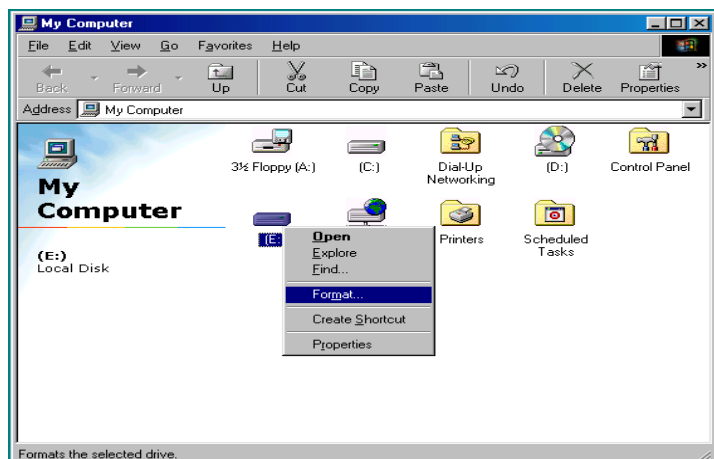 My Computer
File Edit View Go Favorites Help
Back Forward Up Cut Copy Paste Undo Delete Properties »
Address My Computer
My
Computer
(E:)
Local Disk
3½ Floppy (A:) (C:) Dial-Up
Networking (D:) Control Panel
(E: Printers Scheduled
Tasks
Open
Explore
Find...
Format...
Create Shortcut
Properties
Formats the selected drive.